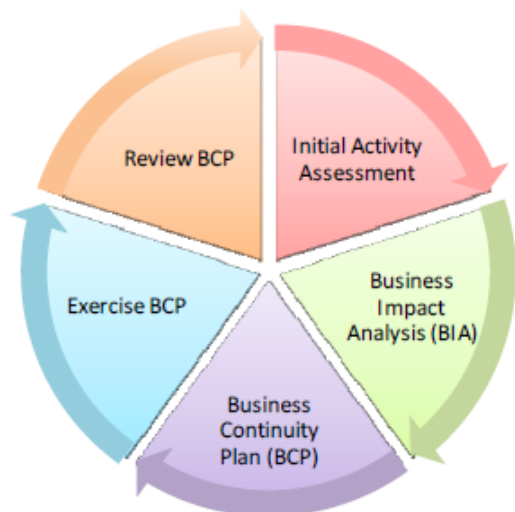 Initial Activity
Assessment
Business
Impact
Analysis (BIA)
Business
Continuity
Plan (BCP)
Exercise BCP
Review BCP